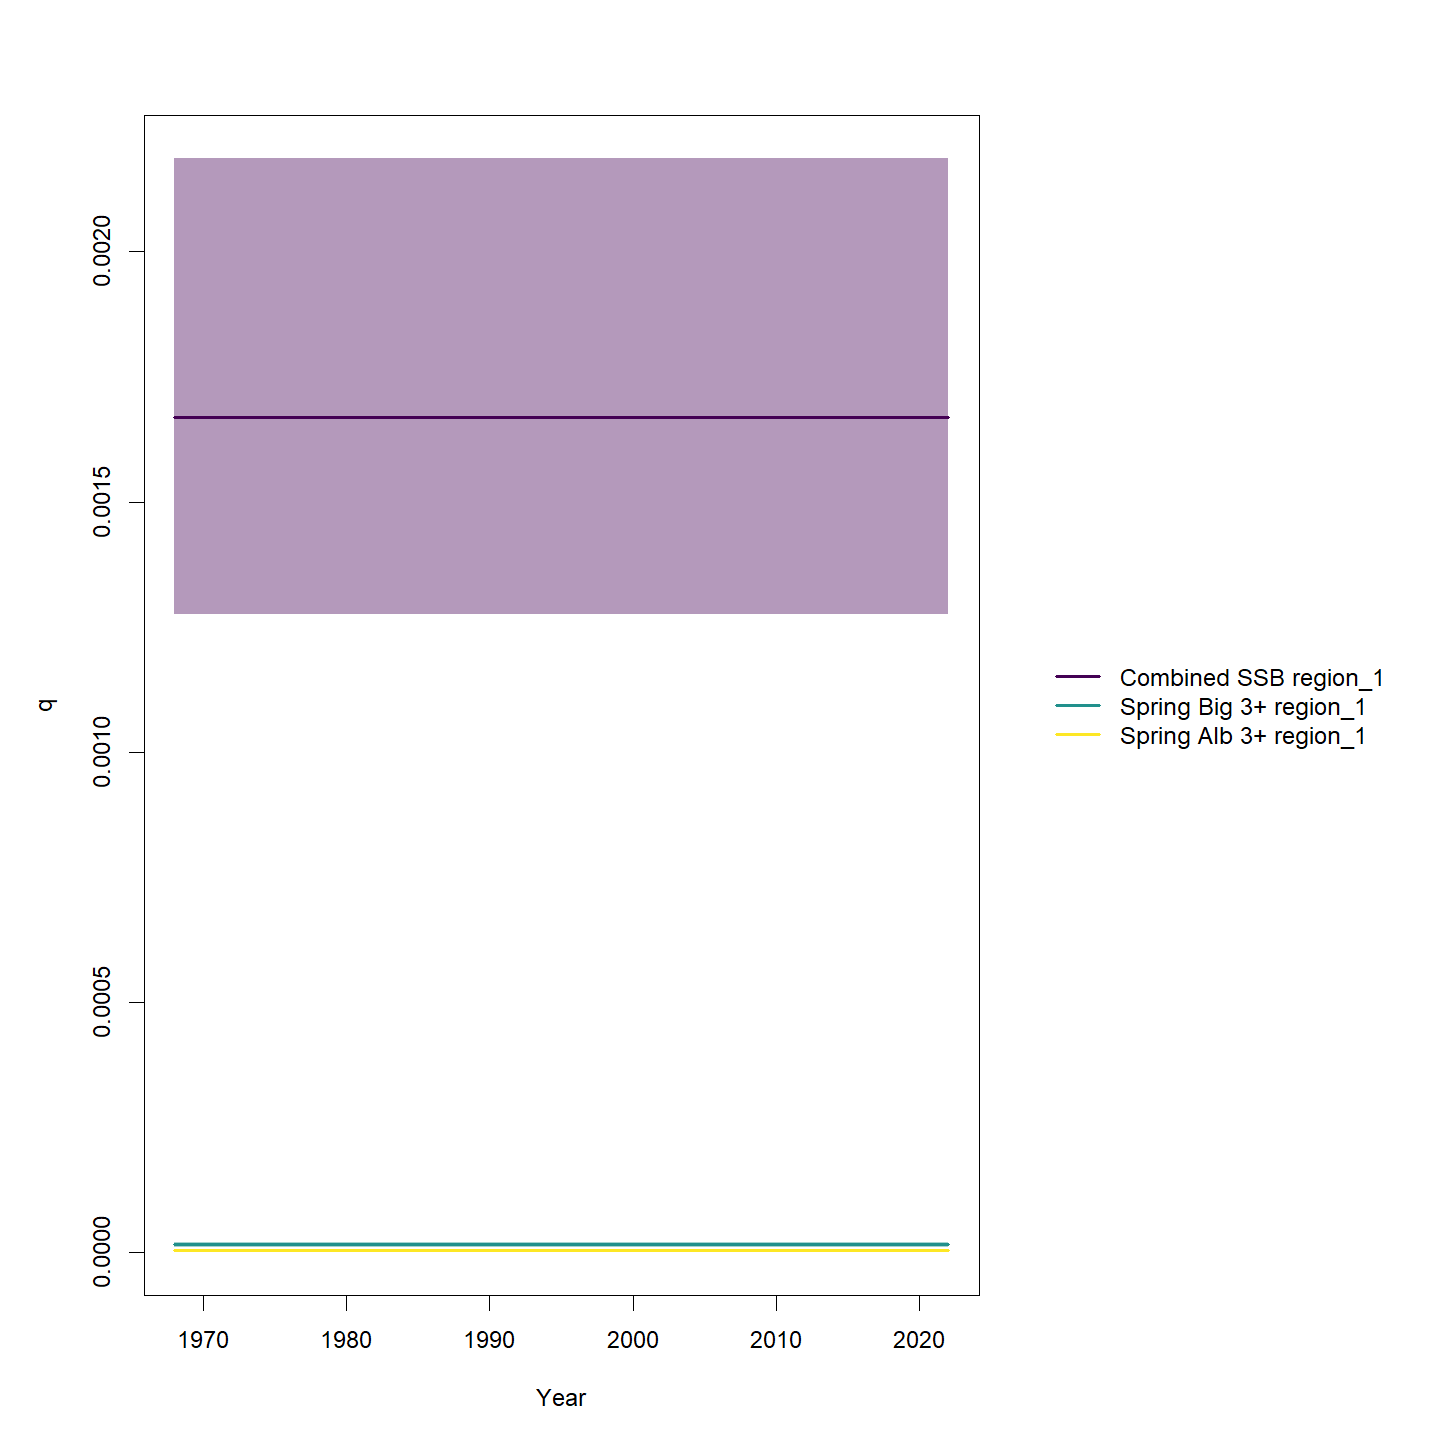 0.0020
0.0015
0.0010
0.0005
0.0000
q
1970 1980 1990 2000 2010 2020
Year
Combined SSB region_1
Spring Big 3+ region_1
Spring Alb 3+ region_1